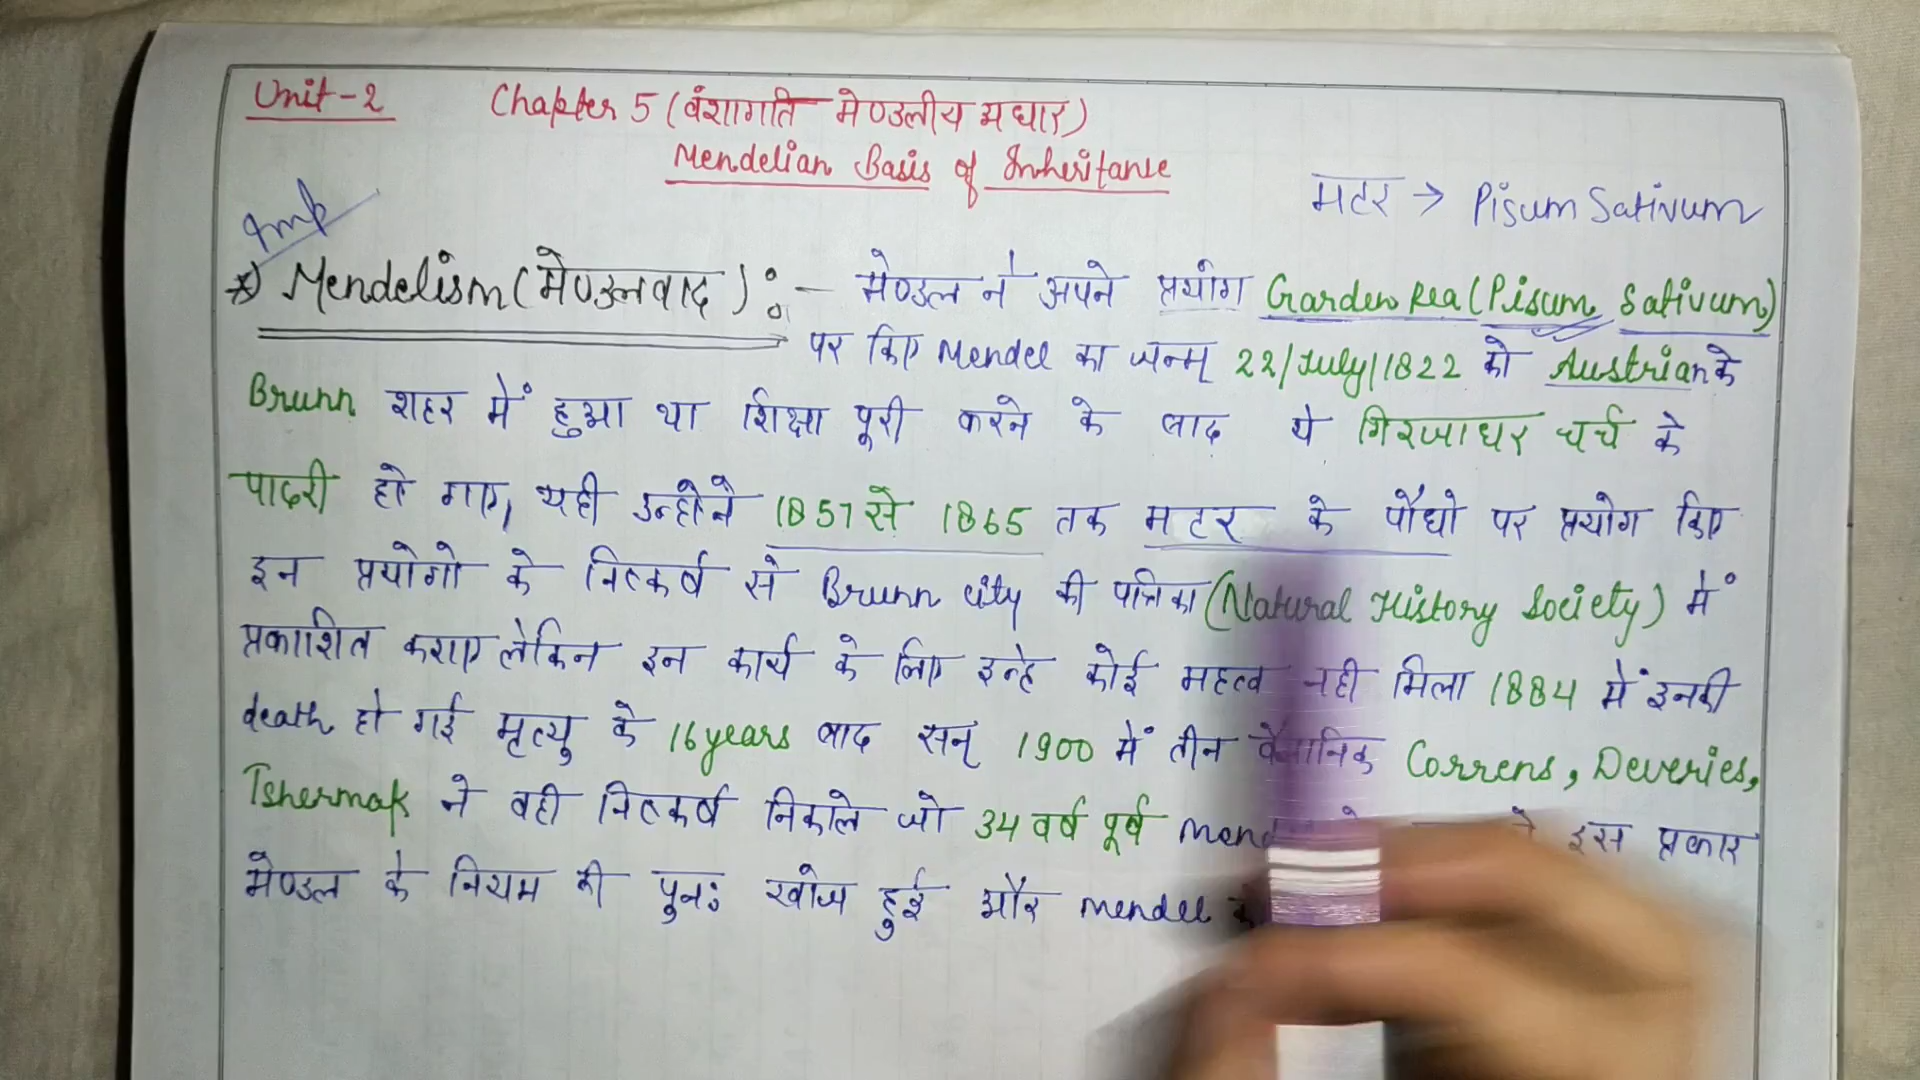 Unit-2 Chapter 5 (वंशागति मेण्डलीय मधार)
Mendelian Basis of Inheritance
मटर → Pisum Sativum
Imp
Mendelism (मेण्डलवाद) :- मेण्डल ने अपने प्रयोग Garden Pea (Pisum Sativum)
पर किए Mendel का जन्म 22/July/1822 को Austrian के
Brunn शहर में हुआ था शिक्षा पूरी करने के बाद ये गिरजाघर चर्च के
पादरी हो गए, यही उन्होने 1857 से 1865 तक मटर के पौधो पर प्रयोग किए
इन प्रयोगो के निष्कर्ष से Brunn city की पत्रिका (Natural History Society) में
प्रकाशित कराए लेकिन इन कार्य के लिए इन्हे कोई महत्व नही मिला 1884 में इनकी
death हो गई मृत्यु के 16 years बाद सन् 1900 में तीन वैज्ञानिक Correns, Deveries,
Tshermak ने वही निष्कर्ष निकाले जो 34 वर्ष पूर्व इस प्रकार
मेण्डल के नियम की पुनः खोज हुई और Mendel